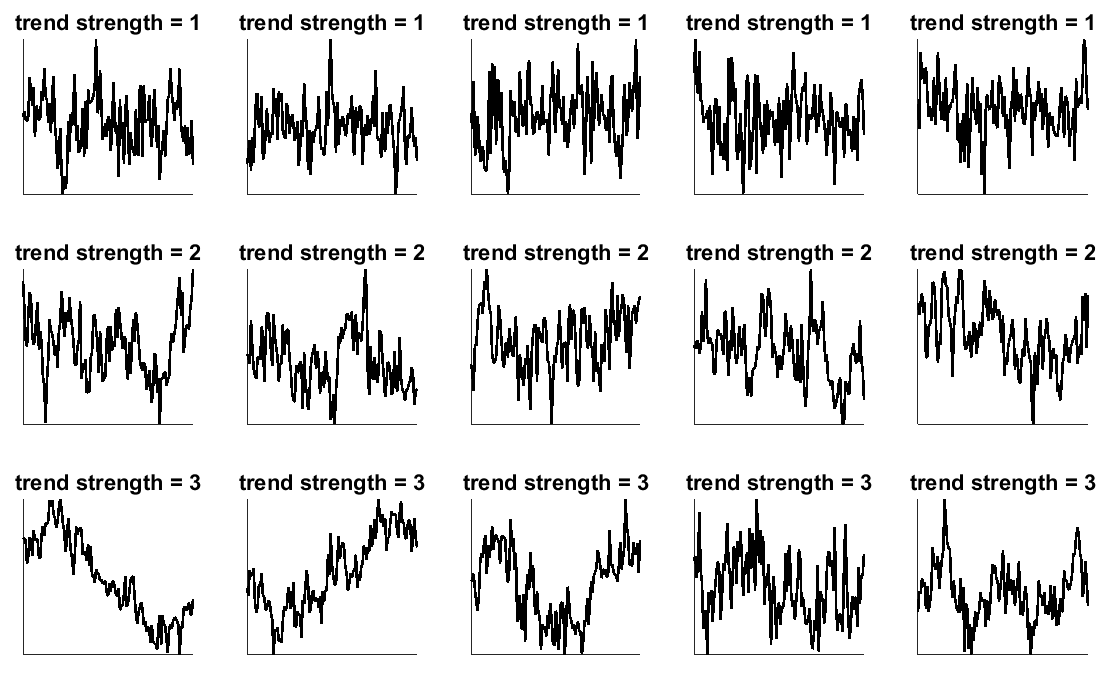 trend strength = 1
trend strength = 1
trend strength = 1
trend strength = 1
trend strength = 1
trend strength = 2
trend strength = 2
trend strength = 2
trend strength = 2
trend strength = 2
trend strength = 3
trend strength = 3
trend strength = 3
trend strength = 3
trend strength = 3